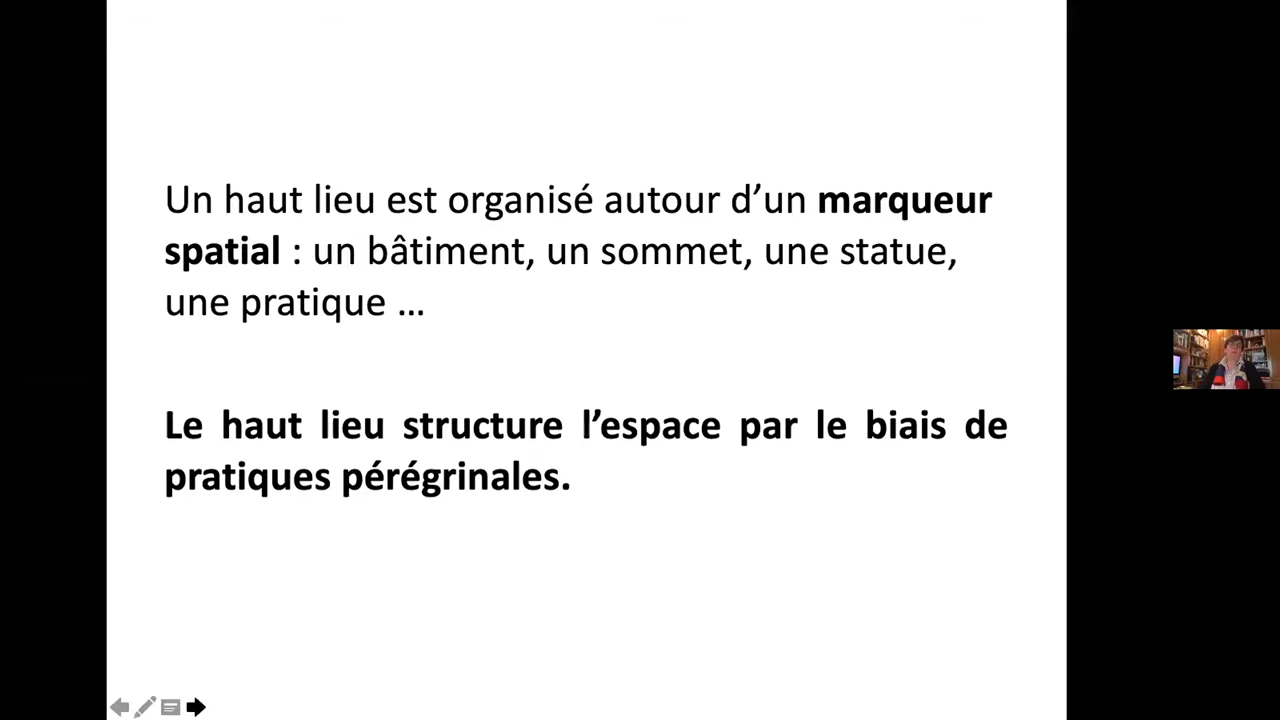 Un haut lieu est organisé autour d’un marqueur
spatial : un bâtiment, un sommet, une statue,
une pratique …
Le haut lieu structure l’espace par le biais de
pratiques pérégrinales.